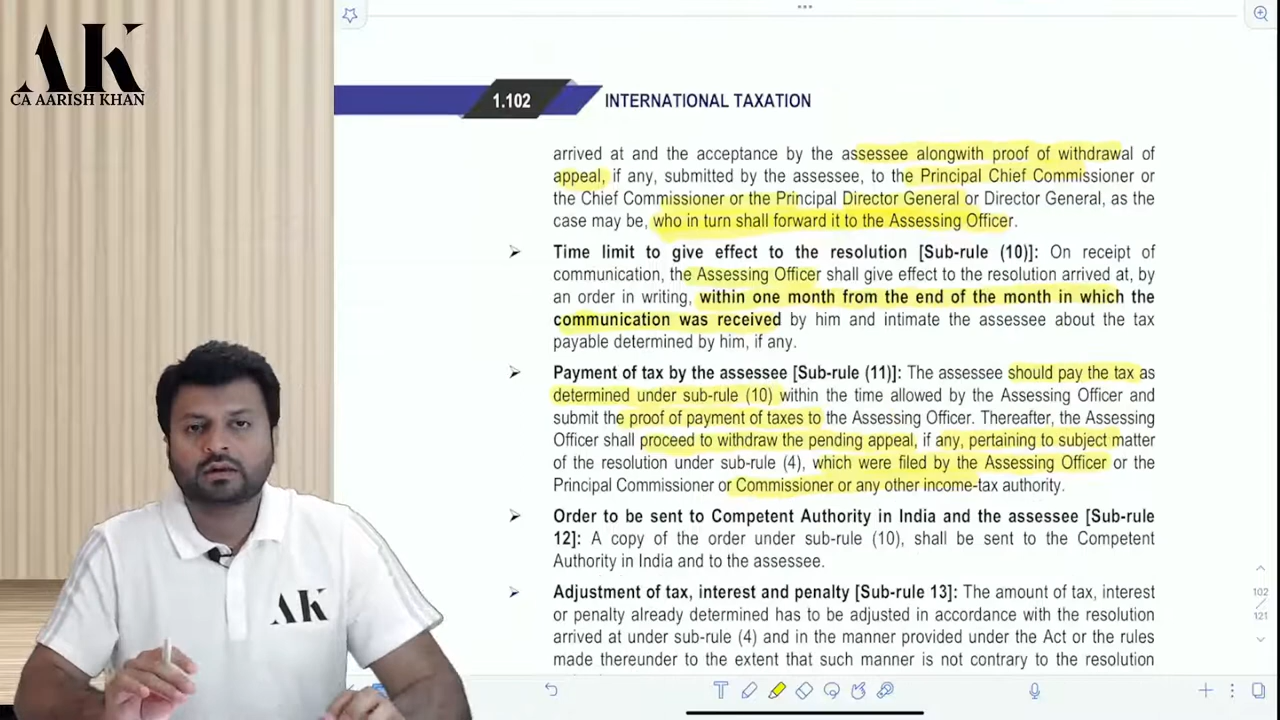 AK
CA AARISH KHAN
1.102
INTERNATIONAL TAXATION
arrived at and the acceptance by the assessee alongwith proof of withdrawal of
appeal, if any, submitted by the assessee, to the Principal Chief Commissioner or
the Chief Commissioner or the Principal Director General or Director General, as the
case may be, who in turn shall forward it to the Assessing Officer.
➢ Time limit to give effect to the resolution [Sub-rule (10)]: On receipt of
communication, the Assessing Officer shall give effect to the resolution arrived at, by
an order in writing, within one month from the end of the month in which the
communication was received by him and intimate the assessee about the tax
payable determined by him, if any.
➢ Payment of tax by the assessee [Sub-rule (11)]: The assessee should pay the tax as
determined under sub-rule (10) within the time allowed by the Assessing Officer and
submit the proof of payment of taxes to the Assessing Officer. Thereafter, the Assessing
Officer shall proceed to withdraw the pending appeal, if any, pertaining to subject matter
of the resolution under sub-rule (4), which were filed by the Assessing Officer or the
Principal Commissioner or Commissioner or any other income-tax authority.
➢ Order to be sent to Competent Authority in India and the assessee [Sub-rule
12]: A copy of the order under sub-rule (10), shall be sent to the Competent
Authority in India and to the assessee.
➢ Adjustment of tax, interest and penalty [Sub-rule 13]: The amount of tax, interest
or penalty already determined has to be adjusted in accordance with the resolution
arrived at under sub-rule (4) and in the manner provided under the Act or the rules
made thereunder to the extent that such manner is not contrary to the resolution
102
121
AK
T